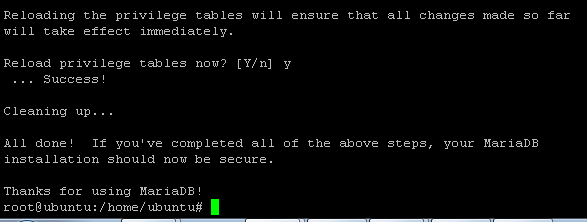 Reloading the privilege tables will ensure that all changes made so far
will take effect immediately.
Reload privilege tables now? [Y/n] y
 ... Success!
Cleaning up...
All done!  If you've completed all of the above steps, your MariaDB
installation should now be secure.
Thanks for using MariaDB!
root@ubuntu:/home/ubuntu#